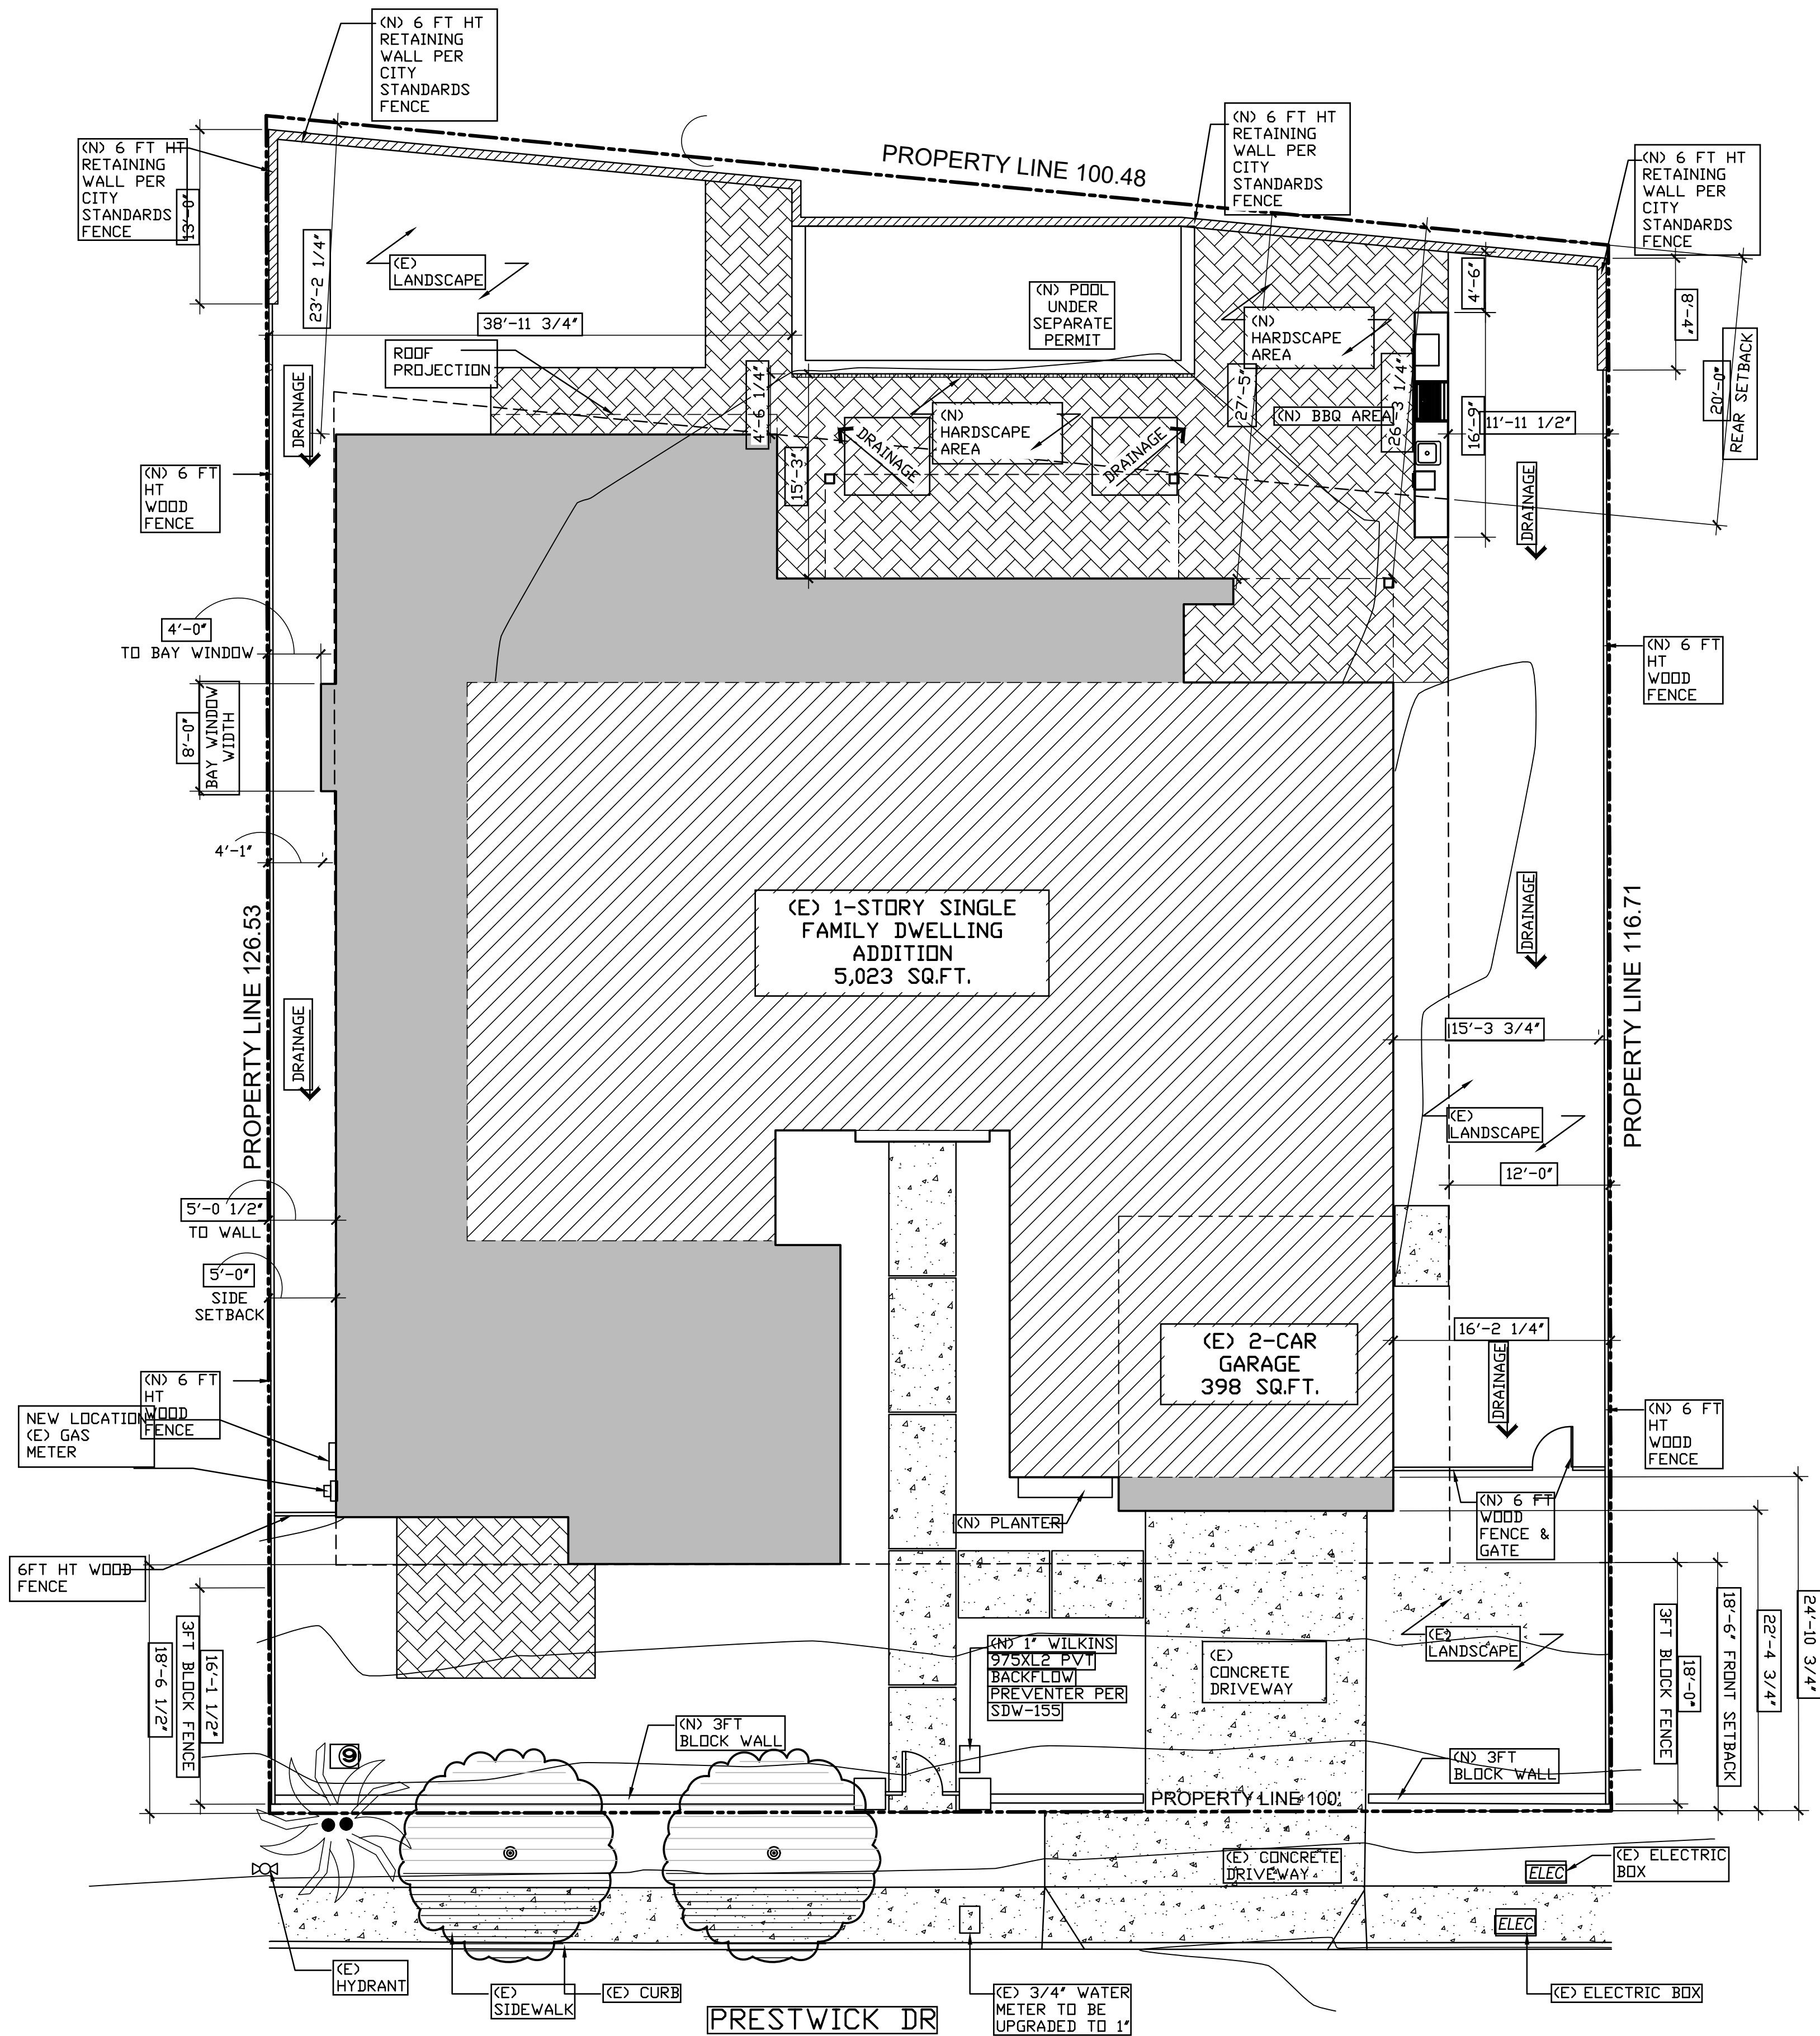 (N) 6 FT HT
RETAINING
WALL PER
CITY
STANDARDS
FENCE
(N) 6 FT HT
RETAINING
WALL PER
CITY
STANDARDS
FENCE
(N) 6 FT HT
RETAINING
WALL PER
CITY
STANDARDS
FENCE
(N) 6 FT HT
RETAINING
WALL PER
CITY
STANDARDS
FENCE
PROPERTY LINE 100.48
13'-0"
23'-2 1/4"
(E)
LANDSCAPE
38'-11 3/4"
(N) POOL
UNDER
SEPARATE
PERMIT
(N)
HARDSCAPE
AREA
4'-6"
8'-4"
20'-0"
REAR SETBACK
ROOF
PROJECTION
DRAINAGE
4'-6 1/4"
15'-3"
DRAINAGE
(N)
HARDSCAPE
AREA
DRAINAGE
27'-5"
(N) BBQ AREA
26'-3 1/4"
16'-9"
11'-11 1/2"
DRAINAGE
(N) 6 FT
HT
WOOD
FENCE
4'-0"
TO BAY WINDOW
8'-0"
BAY WINDOW
WIDTH
4'-1"
(N) 6 FT
HT
WOOD
FENCE
PROPERTY LINE 126.53
DRAINAGE
(E) 1-STORY SINGLE
FAMILY DWELLING
ADDITION
5,023 SQ.FT.
DRAINAGE
PROPERTY LINE 116.71
15'-3 3/4"
(E)
LANDSCAPE
12'-0"
5'-0 1/2"
TO WALL
5'-0"
SIDE
SETBACK
(E) 2-CAR
GARAGE
398 SQ.FT.
16'-2 1/4"
DRAINAGE
(N) 6 FT
HT
WOOD
FENCE
NEW LOCATION
(E) GAS
METER
(N) 6 FT
HT
WOOD
FENCE
(N) 6 FT
WOOD
FENCE &
GATE
(N) PLANTER
6FT HT WOOD
FENCE
18'-6 1/2"
3FT BLOCK FENCE
16'-1 1/2"
(N) 1" WILKINS
975XL2 PVT
BACKFLOW
PREVENTER PER
SDW-155
(E)
CONCRETE
DRIVEWAY
(E)
LANDSCAPE
3FT BLOCK FENCE
18'-0"
18'-6" FRONT SETBACK
22'-4 3/4"
24'-10 3/4"
9
(N) 3FT
BLOCK WALL
(N) 3FT
BLOCK WALL
PROPERTY LINE 100'
(E) CONCRETE
DRIVEWAY
ELEC
(E) ELECTRIC
BOX
ELEC
(E)
HYDRANT
(E)
SIDEWALK
(E) CURB
(E) 3/4" WATER
METER TO BE
UPGRADED TO 1"
(E) ELECTRIC BOX
PRESTWICK DR